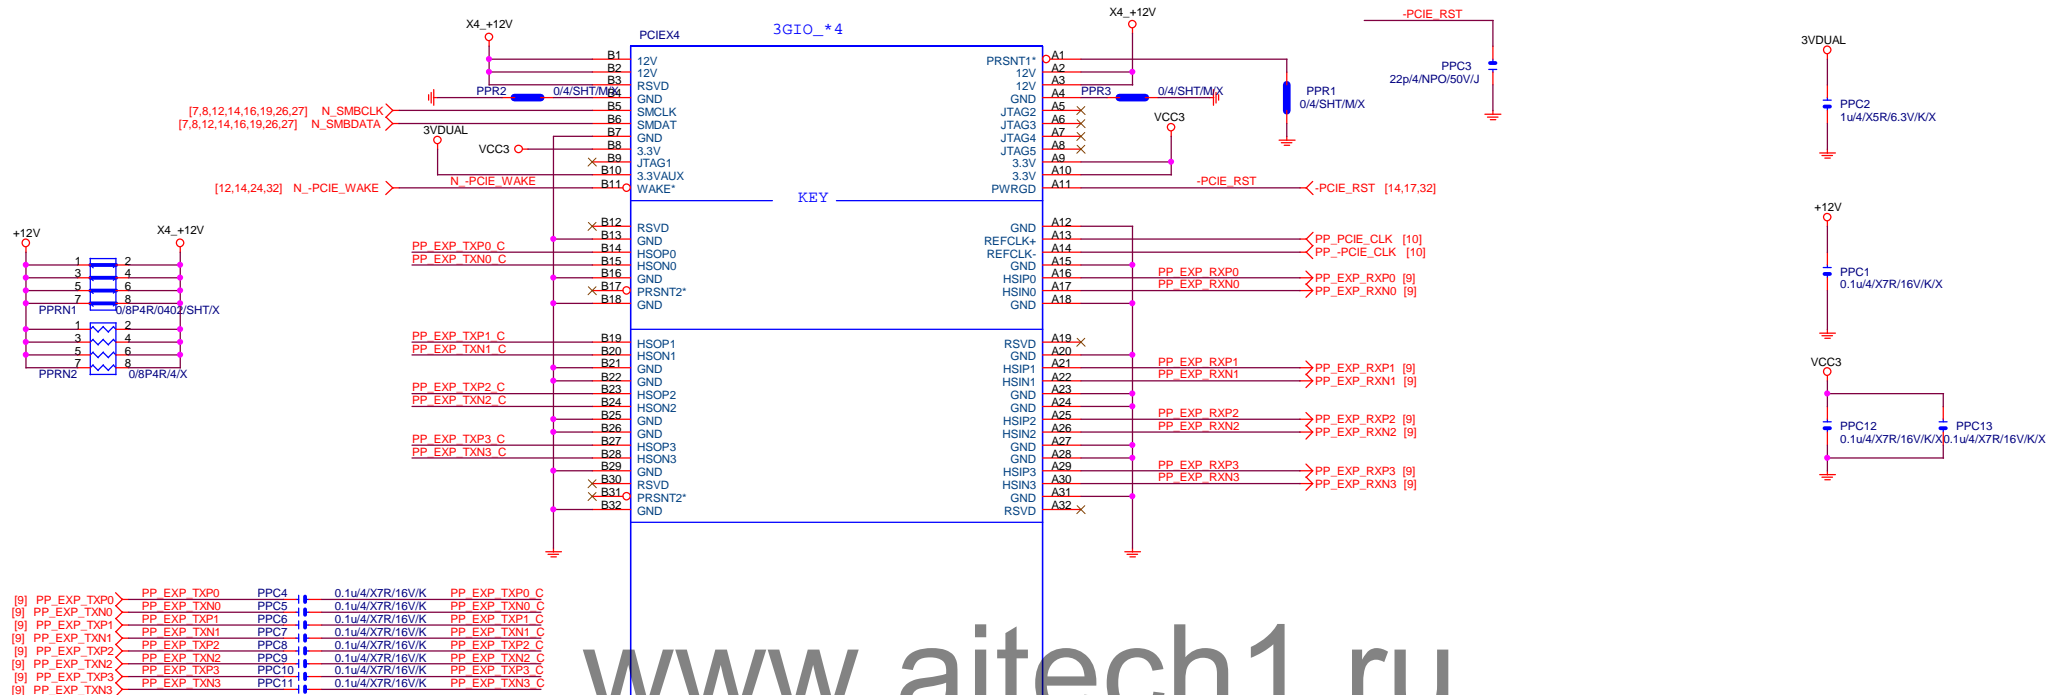 X4_+12V
3GIO_*4
X4_+12V
-PCIE_RST
PCIEX4
3VDUAL
B1 12V
B2 12V
B3 RSVD
B4 GND
B5 SMCLK
B6 SMDAT
B7 GND
B8 3.3V
B9 JTAG1
B10 3.3VAUX
B11 WAKE*
PPR2 0/4/SHT/M/X
[7,8,12,14,16,19,26,27] N_SMBCLK
[7,8,12,14,16,19,26,27] N_SMBDATA
3VDUAL
VCC3
[12,14,24,32] N_-PCIE_WAKE
N_-PCIE_WAKE
PRSNT1* A1
12V A2
12V A3
GND A4
JTAG2 A5
JTAG3 A6
JTAG4 A7
JTAG5 A8
3.3V A9
3.3V A10
PWRGD A11
PPR3 0/4/SHT/M/X
VCC3
PPR1
0/4/SHT/M/X
PPC3
22p/4/NPO/50V/J
PPC2
1u/4/X5R/6.3V/K/X
-PCIE_RST
-PCIE_RST [14,17,32]
KEY
+12V
X4_+12V
1 2
3 4
5 6
7 8
PPRN1 0/8P4R/0402/SHT/X
1 2
3 4
5 6
7 8
PPRN2 0/8P4R/4/X
B12 RSVD
B13 GND
PP_EXP_TXP0_C B14 HSOP0
PP_EXP_TXN0_C B15 HSON0
B16 GND
B17 PRSNT2*
B18 GND
GND A12
REFCLK+ A13 PP_PCIE_CLK [10]
REFCLK- A14 PP_-PCIE_CLK [10]
GND A15
HSIP0 A16 PP_EXP_RXP0 PP_EXP_RXP0 [9]
HSIN0 A17 PP_EXP_RXN0 PP_EXP_RXN0 [9]
GND A18
+12V
PPC1
0.1u/4/X7R/16V/K/X
PP_EXP_TXP1_C B19 HSOP1
PP_EXP_TXN1_C B20 HSON1
B21 GND
B22 GND
PP_EXP_TXP2_C B23 HSOP2
PP_EXP_TXN2_C B24 HSON2
B25 GND
B26 GND
PP_EXP_TXP3_C B27 HSOP3
PP_EXP_TXN3_C B28 HSON3
B29 GND
B30 RSVD
B31 PRSNT2*
B32 GND
RSVD A19
GND A20
HSIP1 A21 PP_EXP_RXP1 PP_EXP_RXP1 [9]
HSIN1 A22 PP_EXP_RXN1 PP_EXP_RXN1 [9]
GND A23
GND A24
HSIP2 A25 PP_EXP_RXP2 PP_EXP_RXP2 [9]
HSIN2 A26 PP_EXP_RXN2 PP_EXP_RXN2 [9]
GND A27
GND A28
HSIP3 A29 PP_EXP_RXP3 PP_EXP_RXP3 [9]
HSIN3 A30 PP_EXP_RXN3 PP_EXP_RXN3 [9]
GND A31
RSVD A32
VCC3
PPC12
0.1u/4/X7R/16V/K/X
PPC13
0.1u/4/X7R/16V/K/X
[9] PP_EXP_TXP0 PP_EXP_TXP0 PPC4 0.1u/4/X7R/16V/K PP_EXP_TXP0_C
[9] PP_EXP_TXN0 PP_EXP_TXN0 PPC5 0.1u/4/X7R/16V/K PP_EXP_TXN0_C
[9] PP_EXP_TXP1 PP_EXP_TXP1 PPC6 0.1u/4/X7R/16V/K PP_EXP_TXP1_C
[9] PP_EXP_TXN1 PP_EXP_TXN1 PPC7 0.1u/4/X7R/16V/K PP_EXP_TXN1_C
[9] PP_EXP_TXP2 PP_EXP_TXP2 PPC8 0.1u/4/X7R/16V/K PP_EXP_TXP2_C
[9] PP_EXP_TXN2 PP_EXP_TXN2 PPC9 0.1u/4/X7R/16V/K PP_EXP_TXN2_C
[9] PP_EXP_TXP3 PP_EXP_TXP3 PPC10 0.1u/4/X7R/16V/K PP_EXP_TXP3_C
[9] PP_EXP_TXN3 PP_EXP_TXN3 PPC11 0.1u/4/X7R/16V/K PP_EXP_TXN3_C
www.aitech1.ru